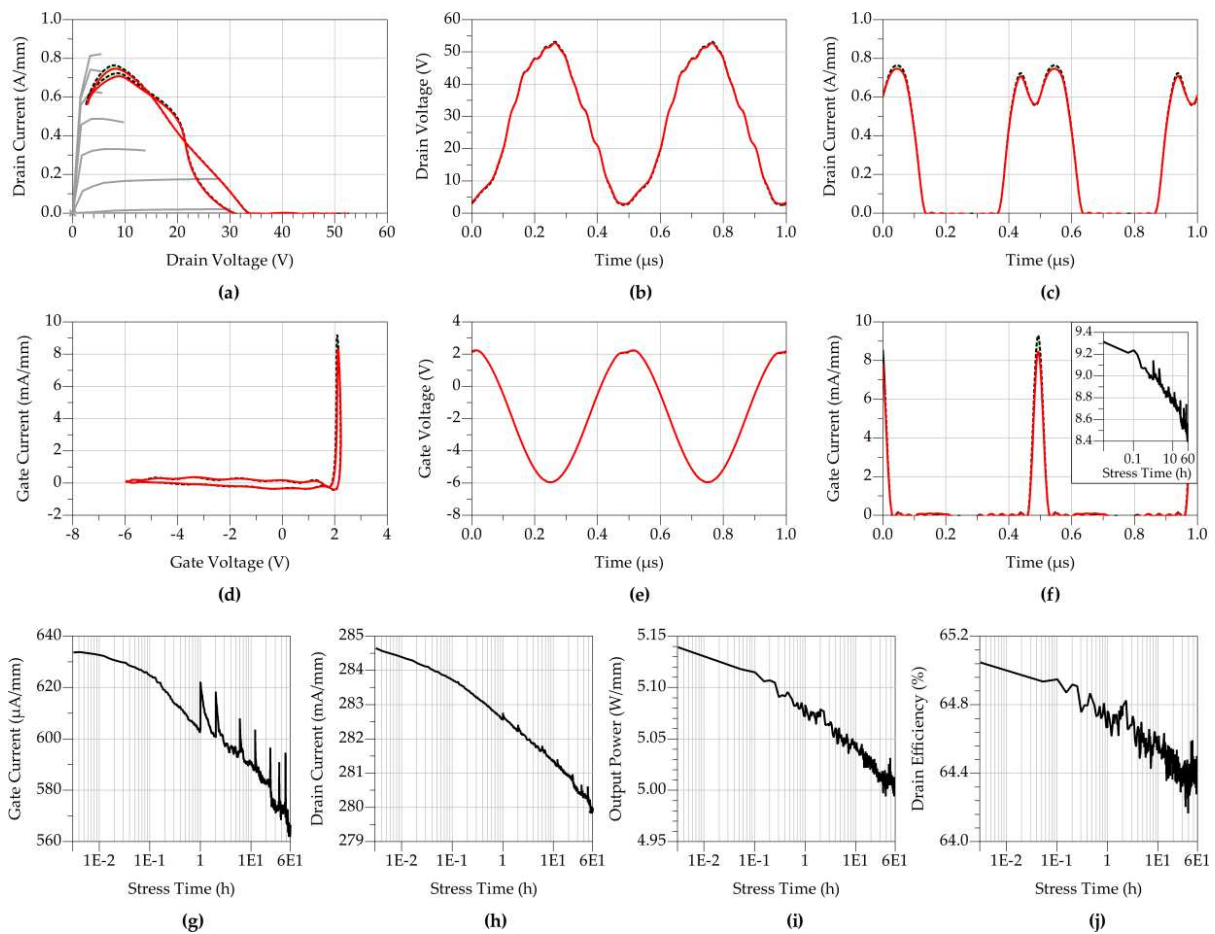 Drain Current (A/mm)
1.0
0.8
0.6
0.4
0.2
0.0
0 10 20 30 40 50 60
Drain Voltage (V)
(a)
Drain Voltage (V)
60
50
40
30
20
10
0
0.0 0.2 0.4 0.6 0.8 1.0
Time (µs)
(b)
Drain Current (A/mm)
1.0
0.8
0.6
0.4
0.2
0.0
0.0 0.2 0.4 0.6 0.8 1.0
Time (µs)
(c)
Gate Current (mA/mm)
10
8
6
4
2
0
-2
-8 -6 -4 -2 0 2 4
Gate Voltage (V)
(d)
Gate Voltage (V)
4
2
0
-2
-4
-6
-8
0.0 0.2 0.4 0.6 0.8 1.0
Time (µs)
(e)
Gate Current (mA/mm)
10
8
6
4
2
0
0.0 0.2 0.4 0.6 0.8 1.0
Time (µs)
9.4
9.2
9.0
8.8
8.6
8.4
0.1 10 60
Stress Time (h)
(f)
Gate Current (µA/mm)
640
620
600
580
560
1E-2 1E-1 1 1E1 6E1
Stress Time (h)
(g)
Drain Current (mA/mm)
285
284
283
282
281
280
279
1E-2 1E-1 1 1E1 6E1
Stress Time (h)
(h)
Output Power (W/mm)
5.15
5.10
5.05
5.00
4.95
1E-2 1E-1 1 1E1 6E1
Stress Time (h)
(i)
Drain Efficiency (%)
65.2
64.8
64.4
64.0
1E-2 1E-1 1 1E1 6E1
Stress Time (h)
(j)